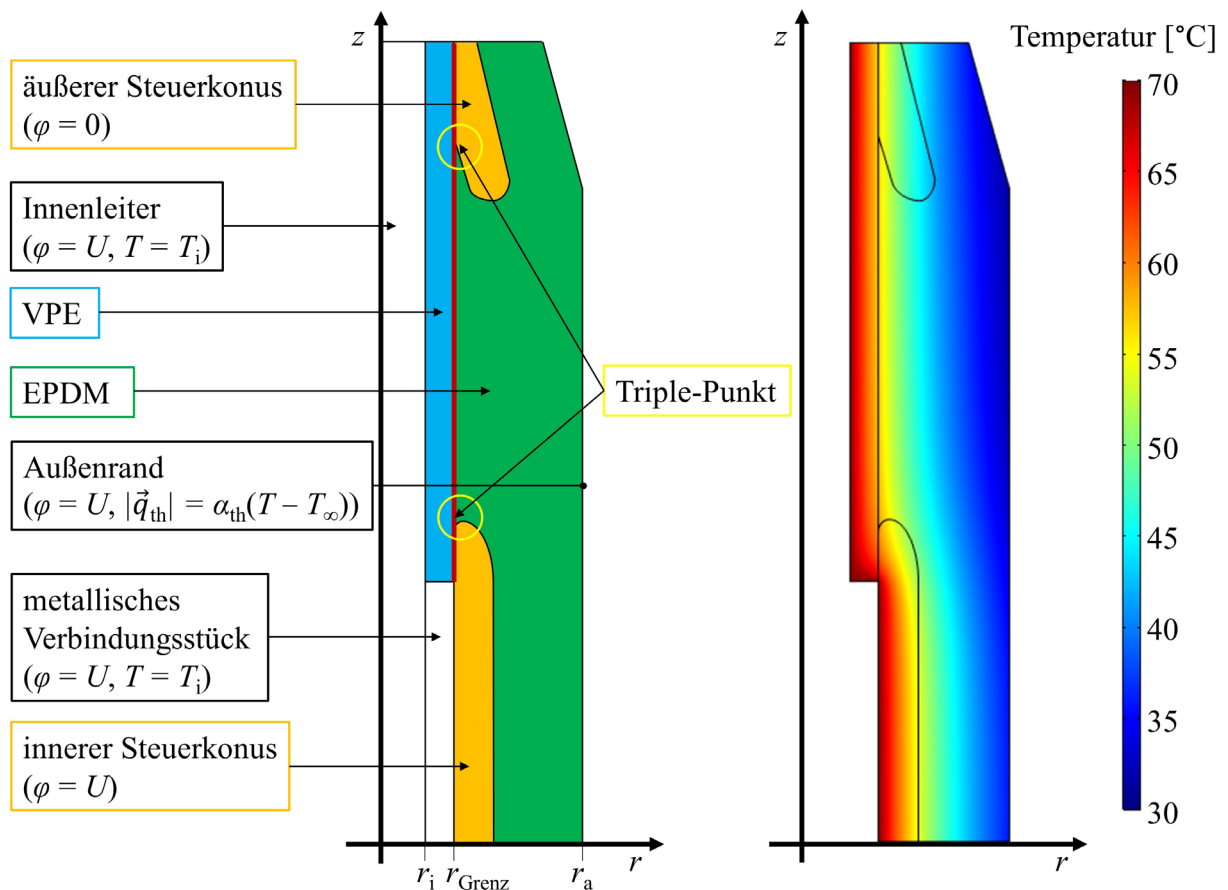 z
äußerer Steuerkonus
(φ = 0)
Innenleiter
(φ = U, T = Tᵢ)
VPE
EPDM
Triple-Punkt
Außenrand
(φ = U, |q⃗th| = αth(T − T∞))
metallisches
Verbindungsstück
(φ = U, T = Tᵢ)
innerer Steuerkonus
(φ = U)
rᵢ
rGrenz
ra
r
z
r
Temperatur [°C]
70
65
60
55
50
45
40
35
30